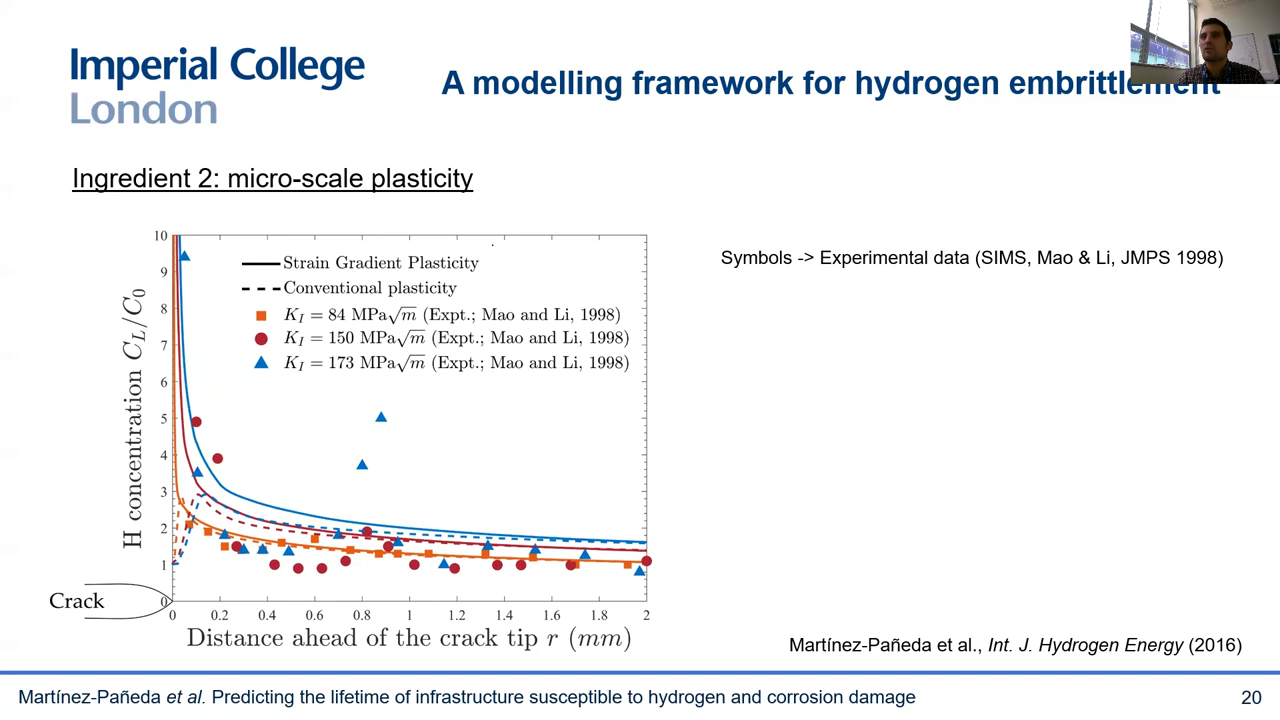 Imperial College
London
A modelling framework for hydrogen embrittlement
Ingredient 2: micro-scale plasticity
Symbols -> Experimental data (SIMS, Mao & Li, JMPS 1998)
Strain Gradient Plasticity
Conventional plasticity
K_I = 84 MPa√m (Expt.; Mao and Li, 1998)
K_I = 150 MPa√m (Expt.; Mao and Li, 1998)
K_I = 173 MPa√m (Expt.; Mao and Li, 1998)
H concentration C_L/C_0
10
9
8
7
6
5
4
3
2
1
0
Crack
0 0.2 0.4 0.6 0.8 1 1.2 1.4 1.6 1.8 2
Distance ahead of the crack tip r (mm)
Martínez-Pañeda et al., Int. J. Hydrogen Energy (2016)
Martínez-Pañeda et al. Predicting the lifetime of infrastructure susceptible to hydrogen and corrosion damage
20